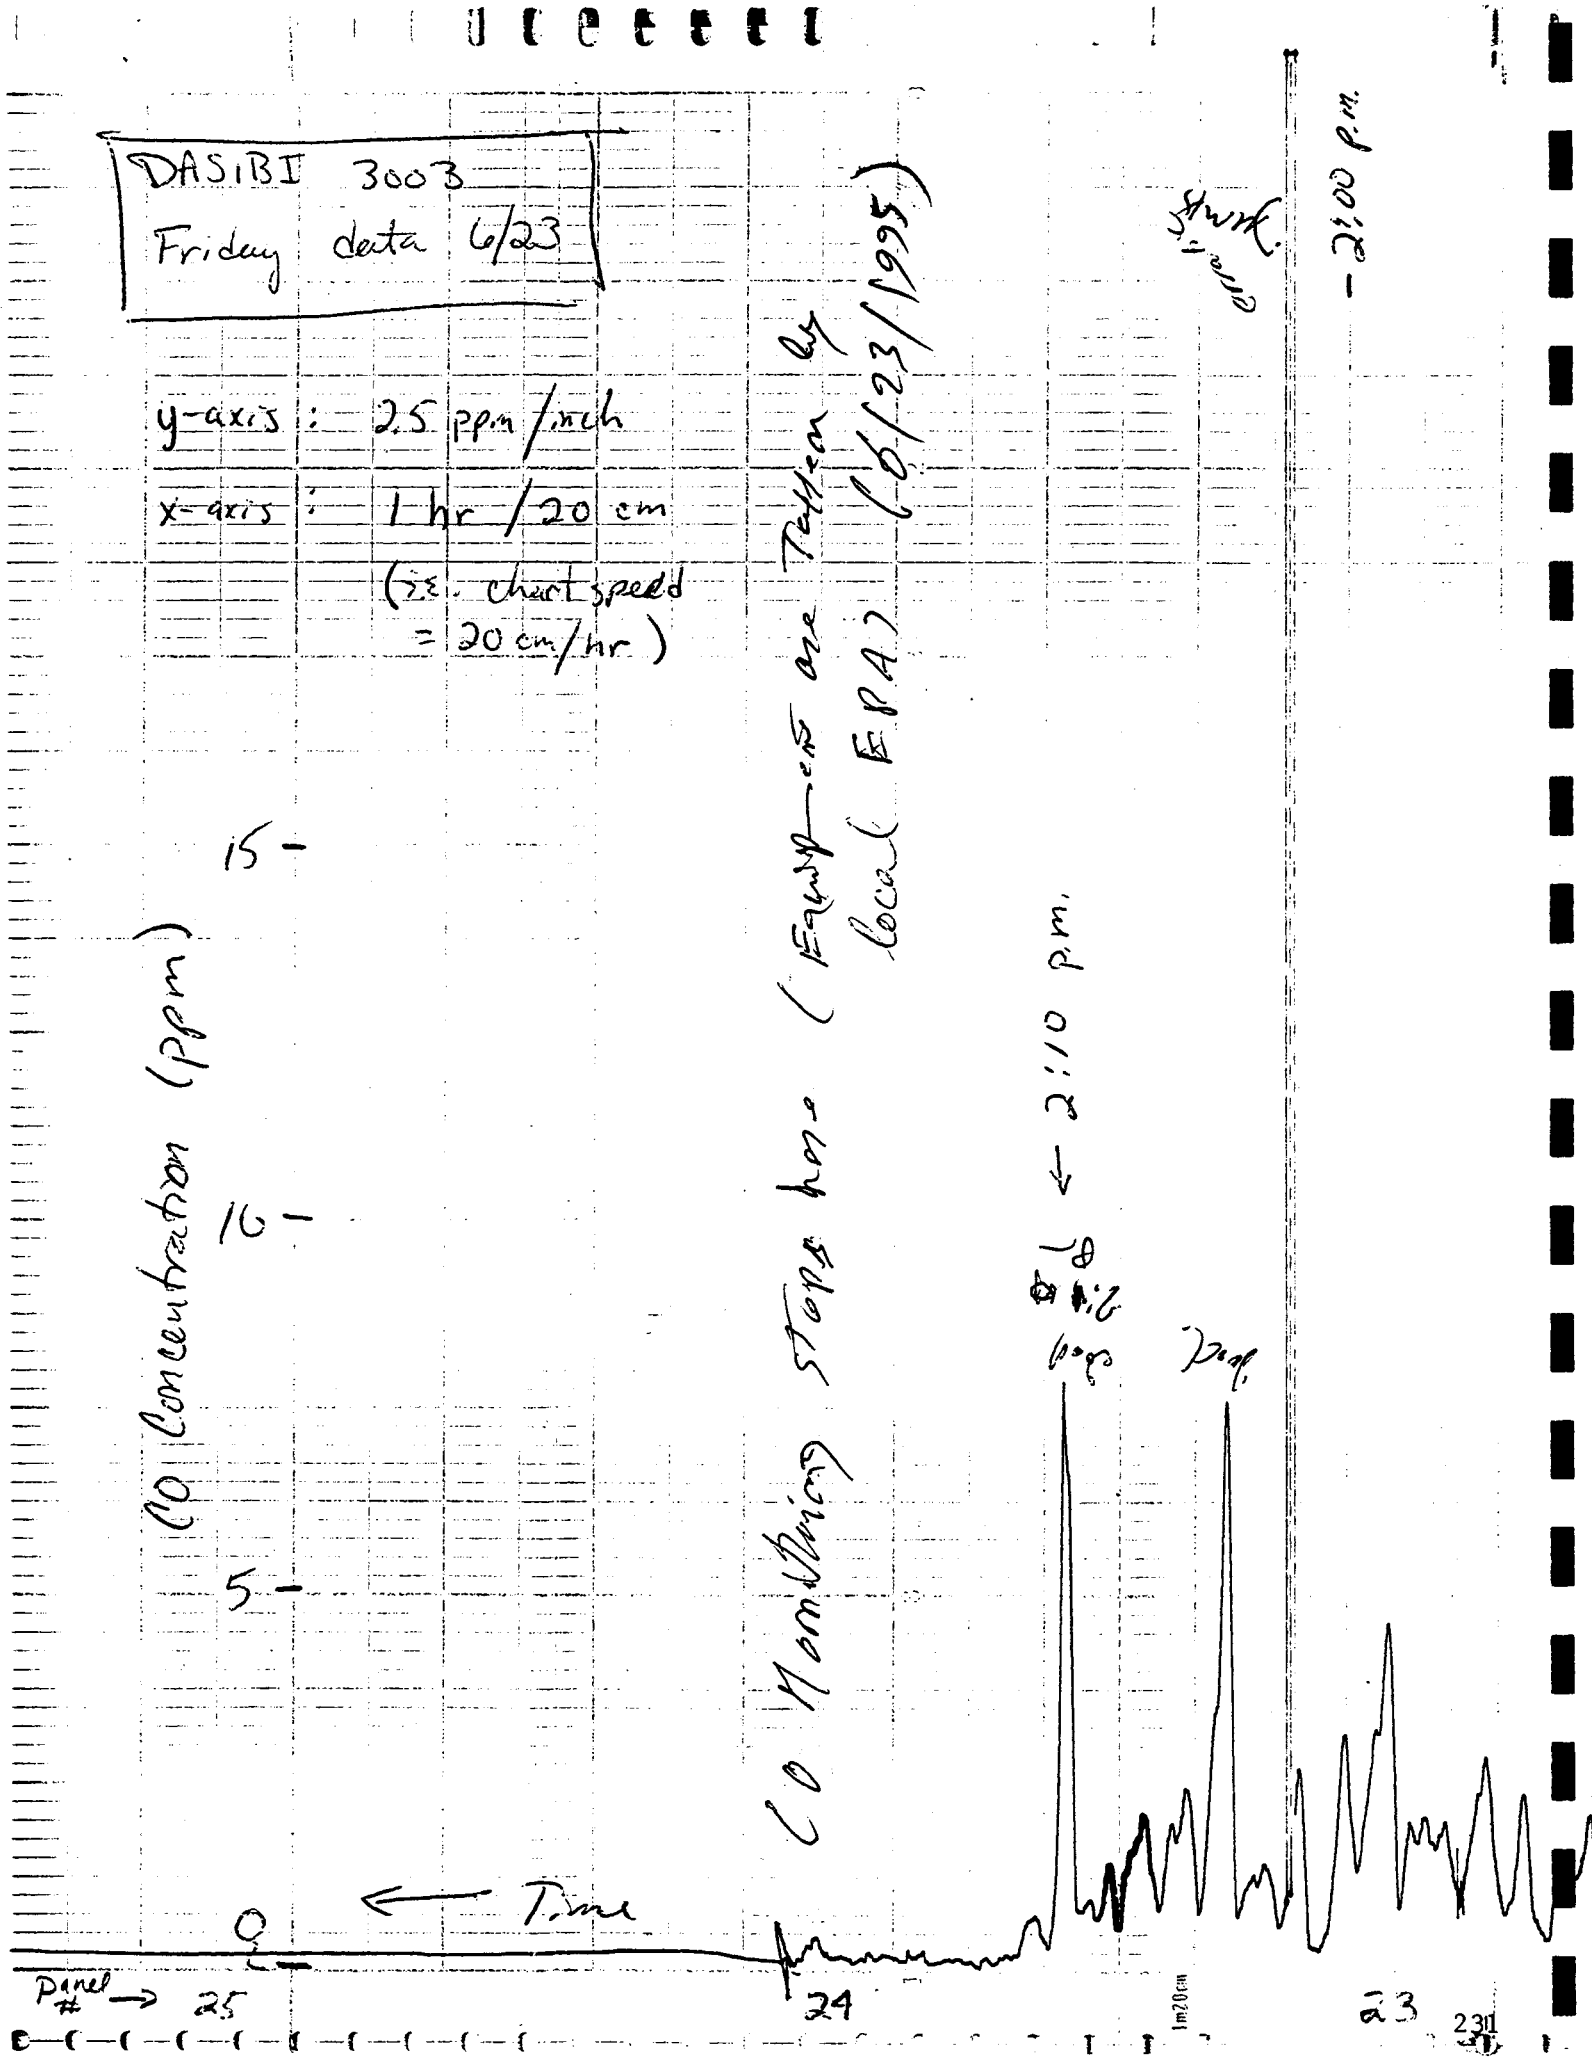 DASIBI 3003
Friday data 6/23
y-axis : 2.5 ppm/inch
x-axis : 1 hr / 20 cm
(i.e. chart speed
= 20 cm/hr)
CO Concentration (ppm)
15
10
5
0
← Time
CO Monitoring stops here (Equipment are Taken by
local EPA) (6/23/1995)
← 2:10 p.m.
- 2:00 p.m.
Panel
# → 25
24
23
1m20cm
231